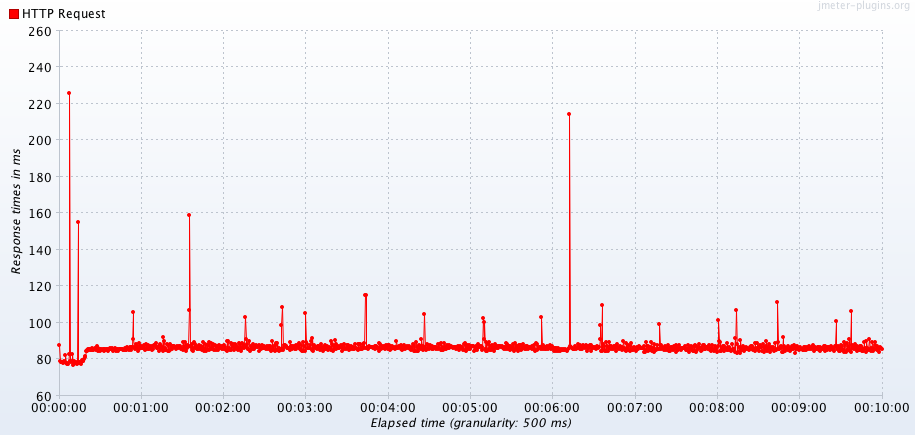 jmeter-plugins.org
HTTP Request
260
240
220
200
180
160
140
120
100
80
60
Response times in ms
00:00:00 00:01:00 00:02:00 00:03:00 00:04:00 00:05:00 00:06:00 00:07:00 00:08:00 00:09:00 00:10:00
Elapsed time (granularity: 500 ms)